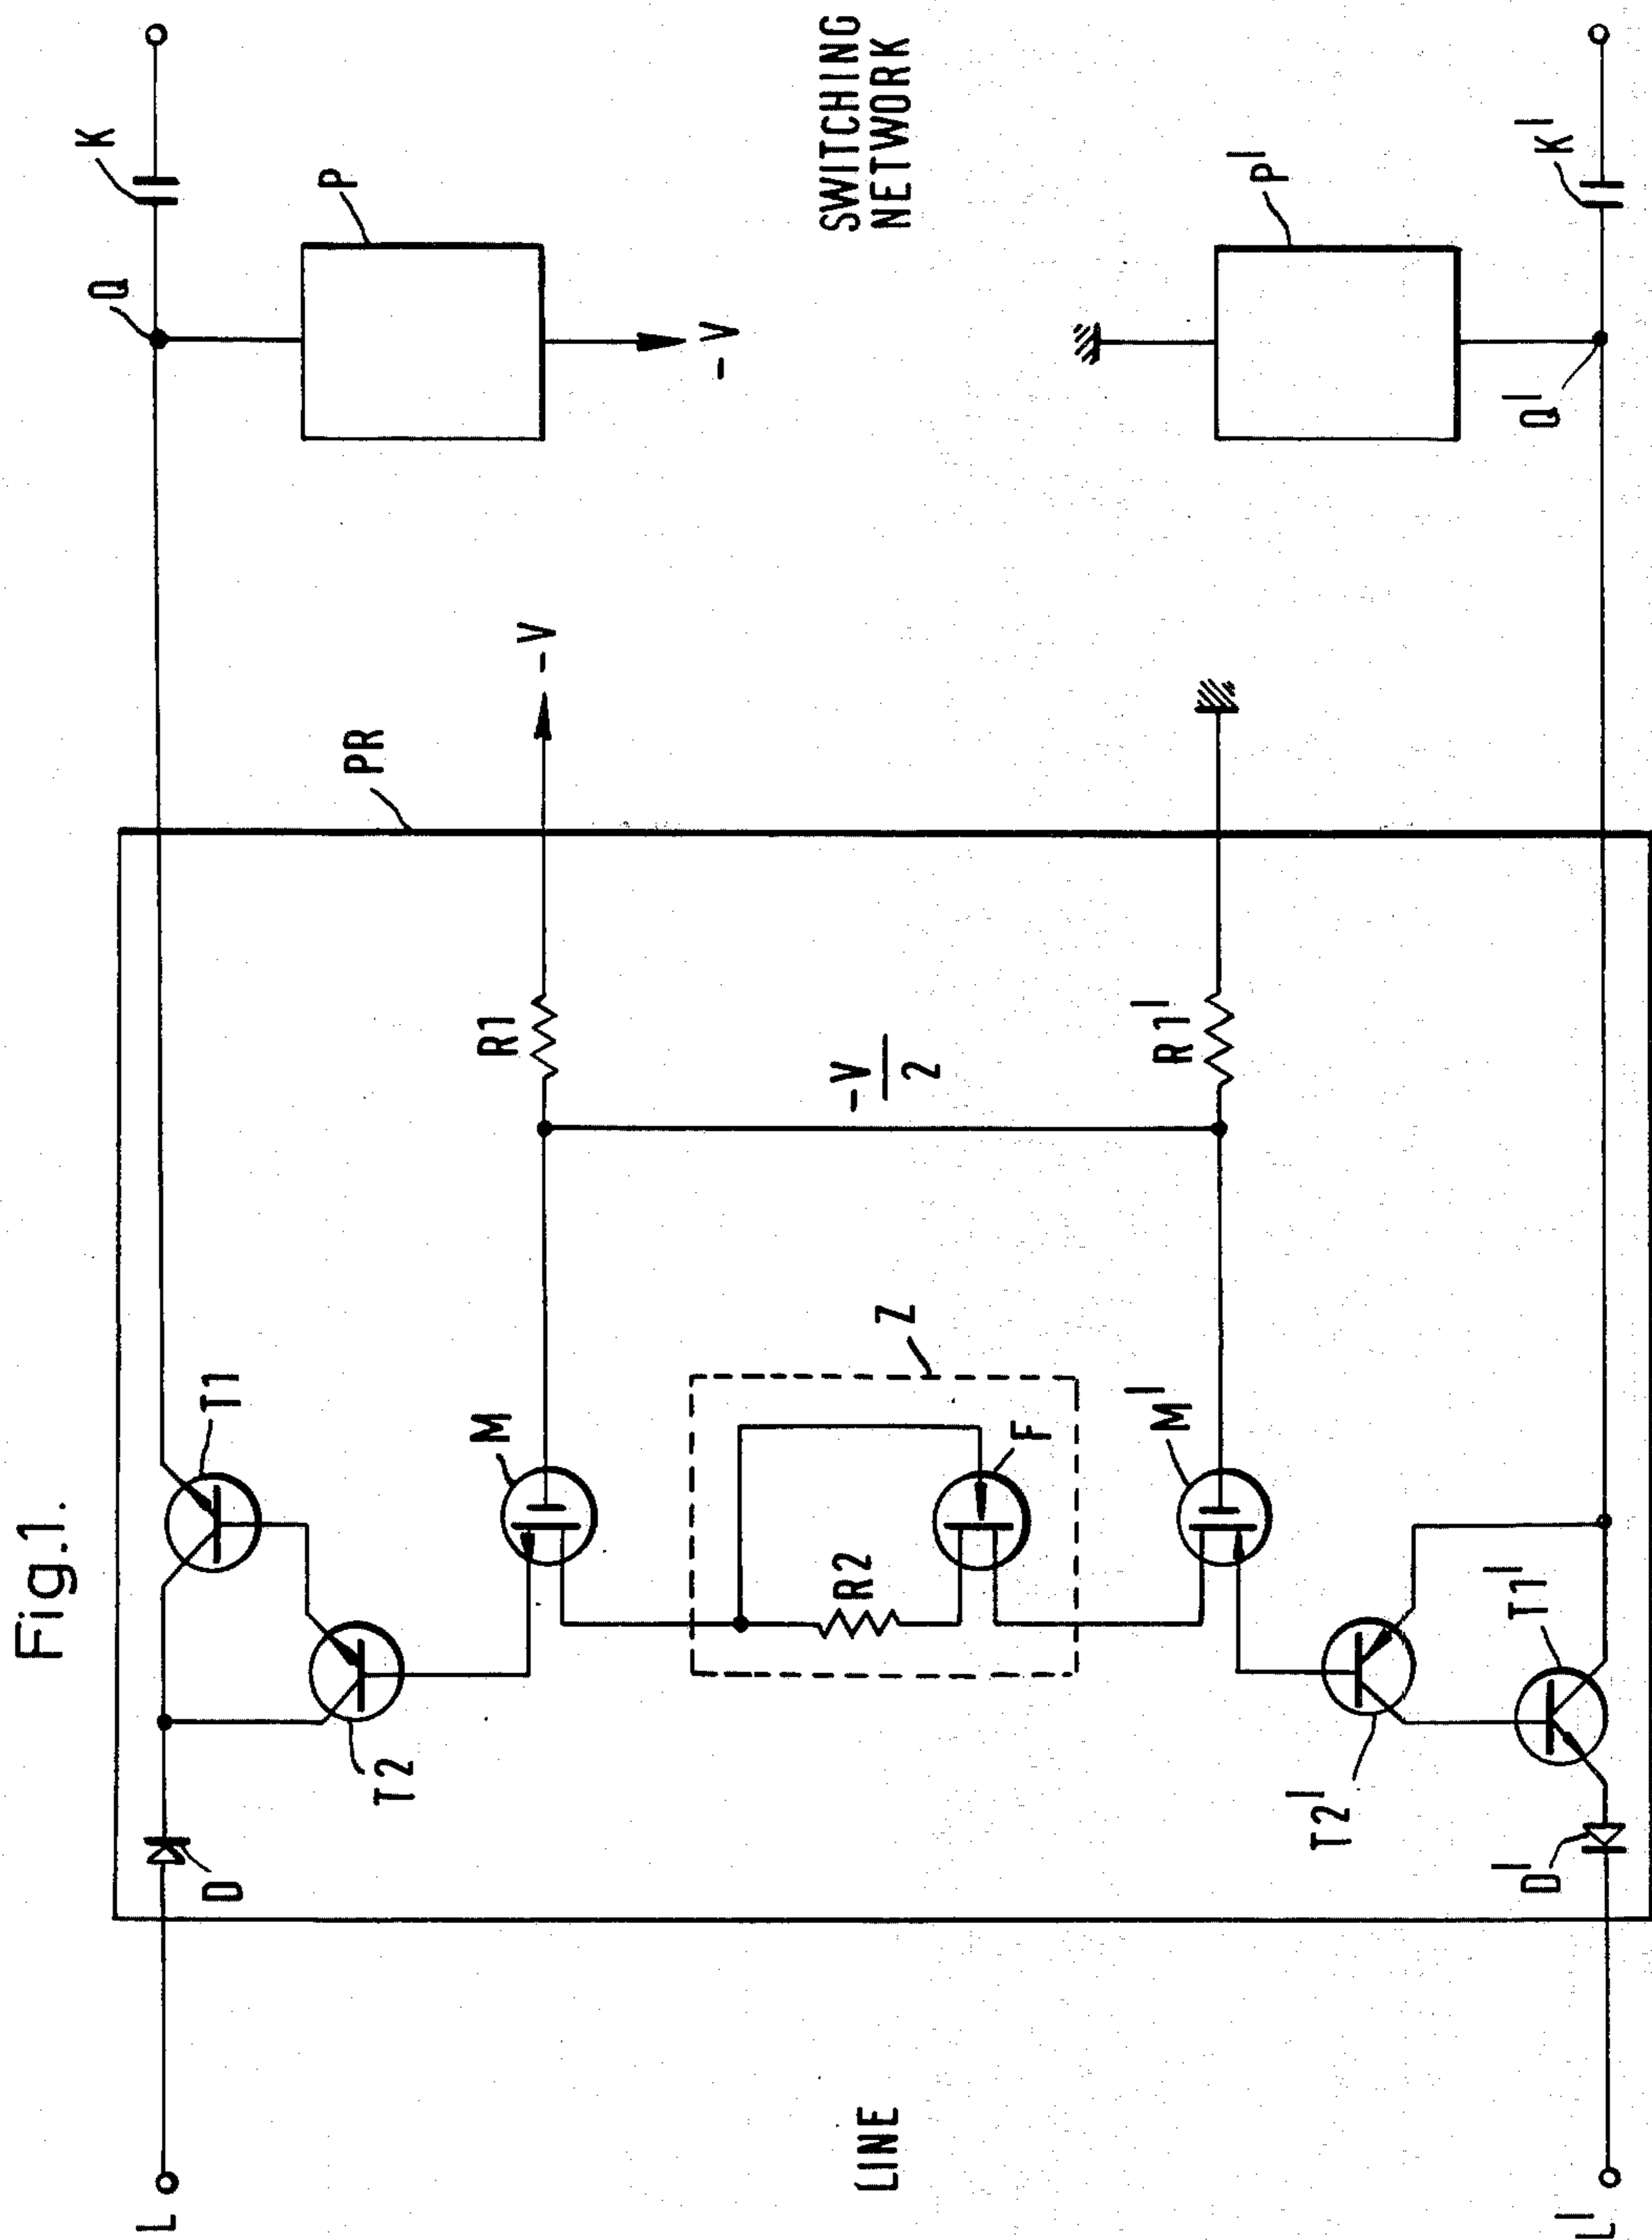 Fig.1.
L
D
T2
T1
PR
Q
K
P
-V
M
R1
-V
Z
R2
F
-V
2
LINE
SWITCHING
NETWORK
M'
R1'
P'
T2'
T1'
D'
L'
Q'
K'